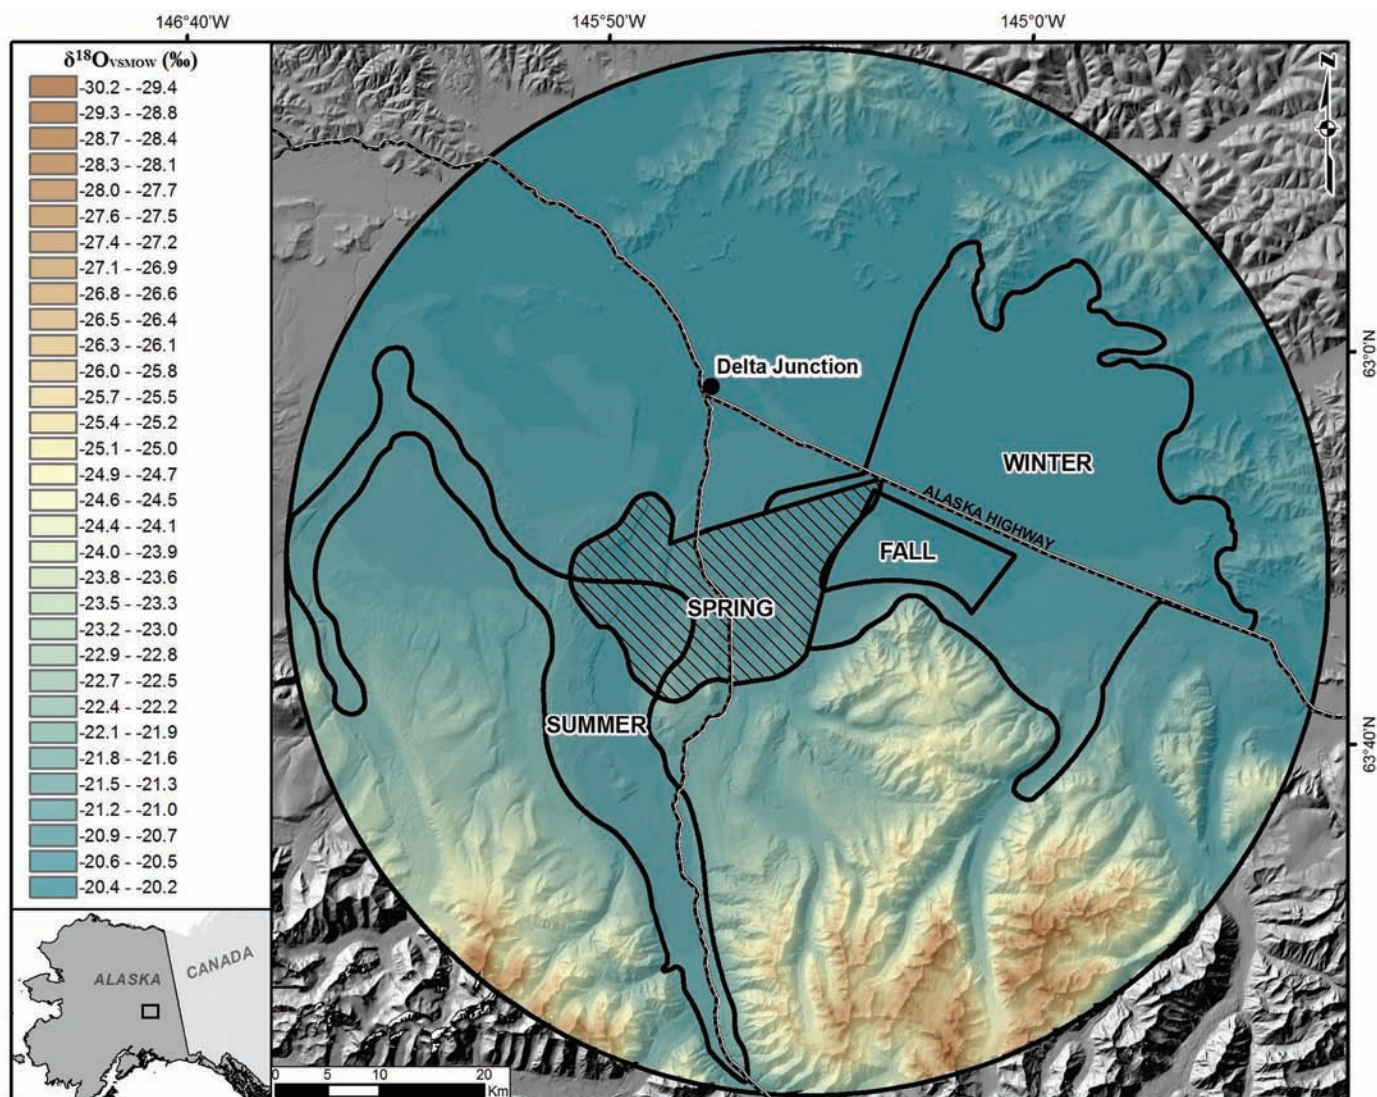 146°40'W
145°50'W
145°0'W
δ18OVSMOW (‰)
-30.2 - -29.4
-29.3 - -28.8
-28.7 - -28.4
-28.3 - -28.1
-28.0 - -27.7
-27.6 - -27.5
-27.4 - -27.2
-27.1 - -26.9
-26.8 - -26.6
-26.5 - -26.4
-26.3 - -26.1
-26.0 - -25.8
-25.7 - -25.5
-25.4 - -25.2
-25.1 - -25.0
-24.9 - -24.7
-24.6 - -24.5
-24.4 - -24.1
-24.0 - -23.9
-23.8 - -23.6
-23.5 - -23.3
-23.2 - -23.0
-22.9 - -22.8
-22.7 - -22.5
-22.4 - -22.2
-22.1 - -21.9
-21.8 - -21.6
-21.5 - -21.3
-21.2 - -21.0
-20.9 - -20.7
-20.6 - -20.5
-20.4 - -20.2
N
63°0'N
Delta Junction
WINTER
ALASKA HIGHWAY
FALL
SPRING
SUMMER
63°40'N
ALASKA
CANADA
0 5 10 20
Km